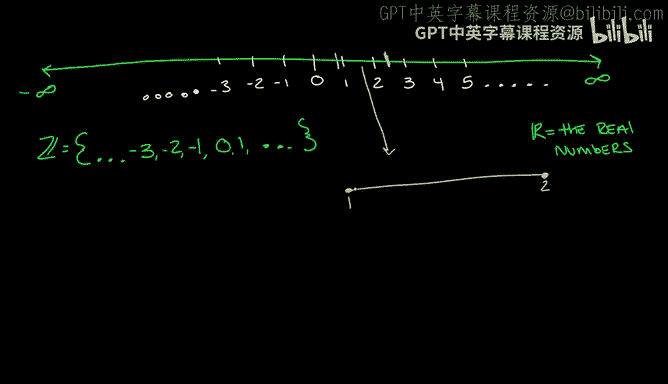 GPT中英字幕课程资源@bilibili.com
GPT中英字幕课程资源 bilibili
-∞ -3 -2 -1 0 1 2 3 4 5 ...... ∞
ℤ = { ... -3, -2, -1, 0, 1, ... }
ℝ = THE REAL
NUMBERS
1 2